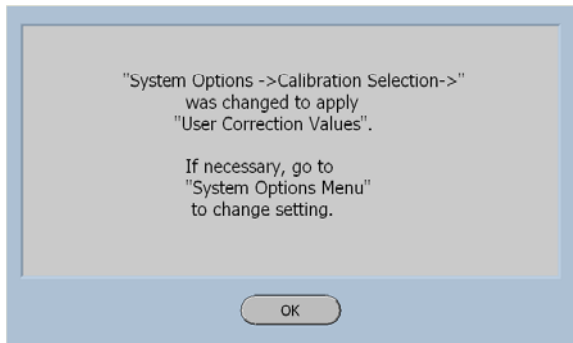 "System Options ->Calibration Selection->"
was changed to apply
"User Correction Values".
If necessary, go to
"System Options Menu"
to change setting.
OK